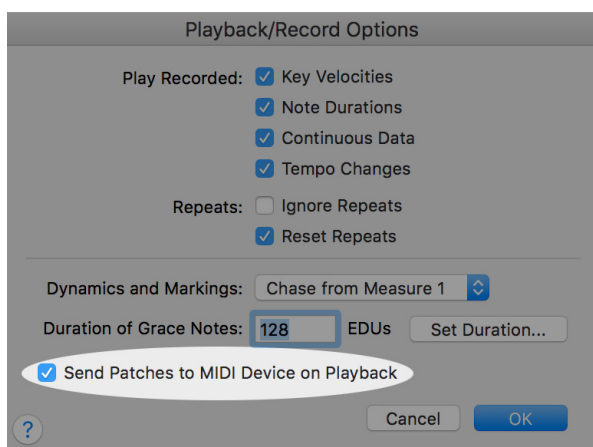 Playback/Record Options
Play Recorded: Key Velocities
Note Durations
Continuous Data
Tempo Changes
Repeats: Ignore Repeats
Reset Repeats
Dynamics and Markings: Chase from Measure 1
Duration of Grace Notes: 128 EDUs Set Duration...
Send Patches to MIDI Device on Playback
? Cancel OK